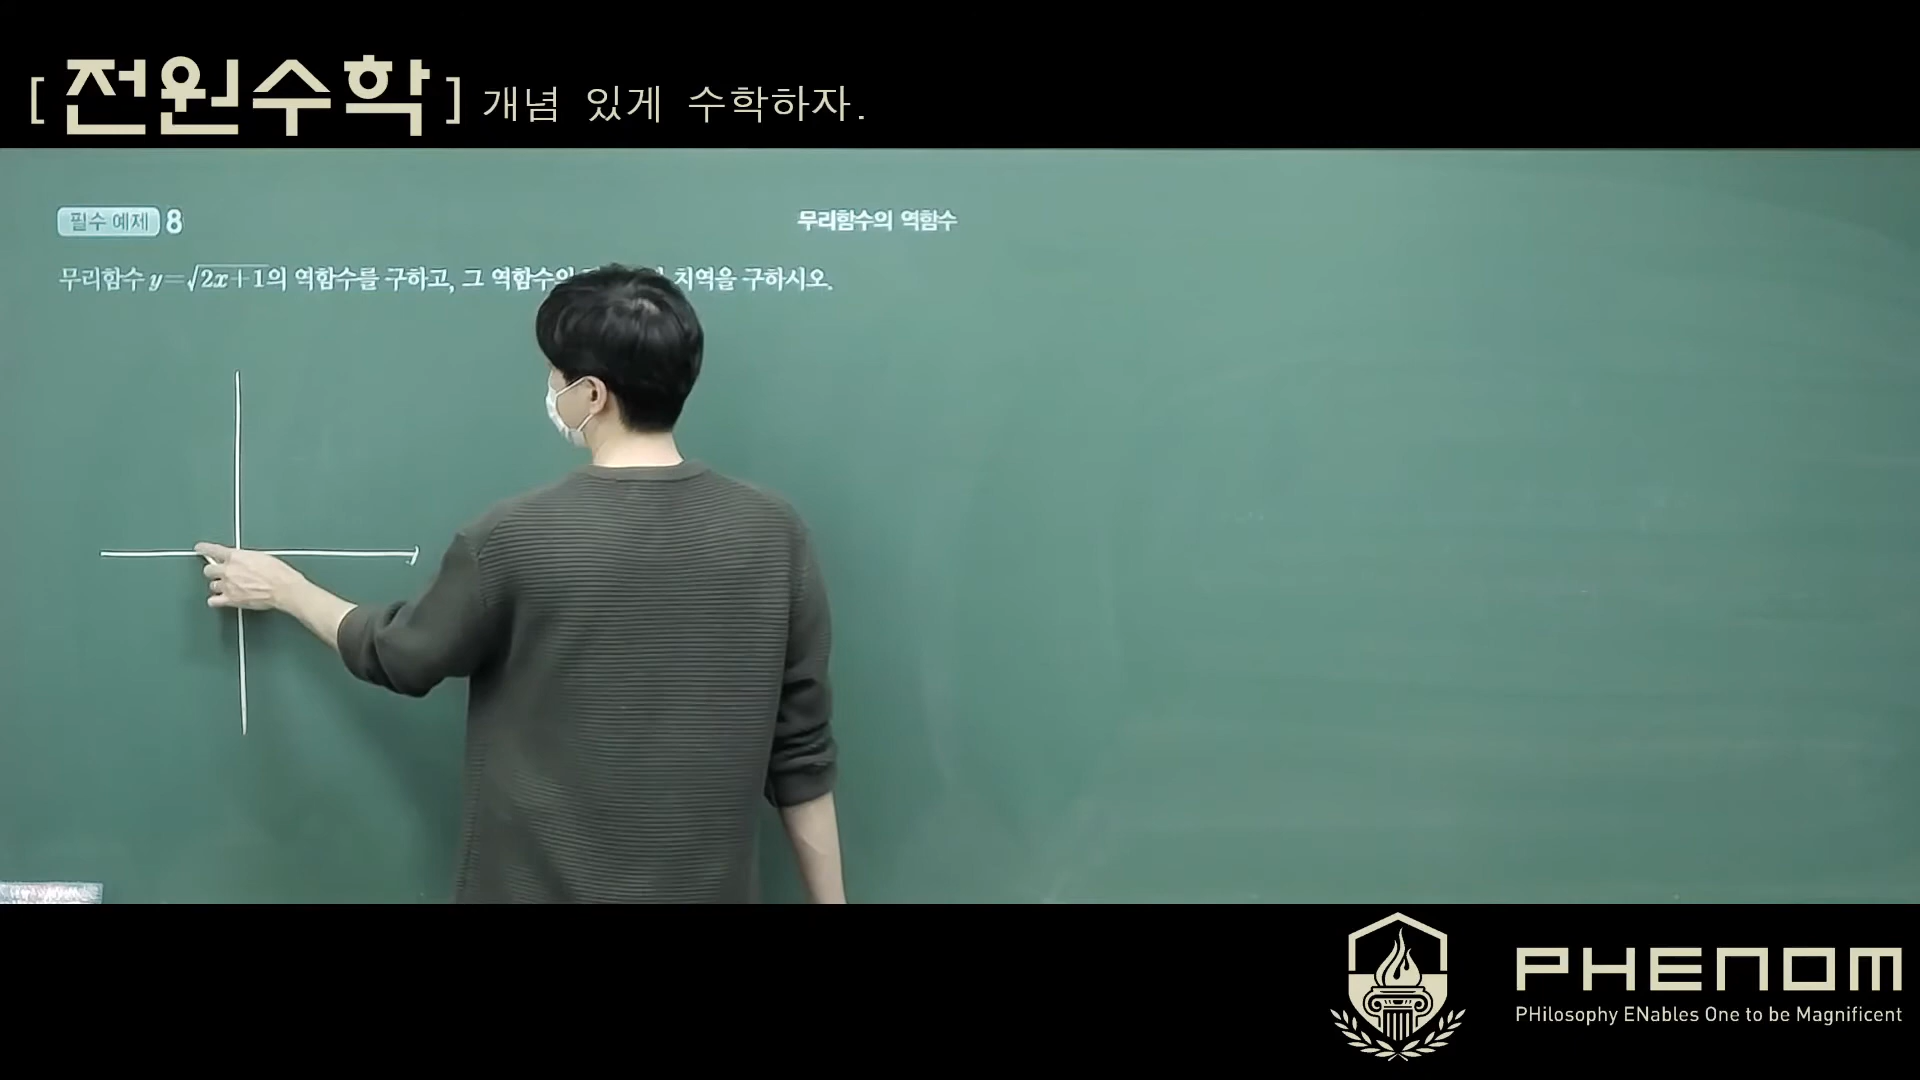 [전원수학] 개념 있게 수학하자.
필수 예제 8
무리함수의 역함수
무리함수 y=√2x+1의 역함수를 구하고, 그 역함수의 치역을 구하시오.
PHENOM
PHilosophy ENables One to be Magnificent